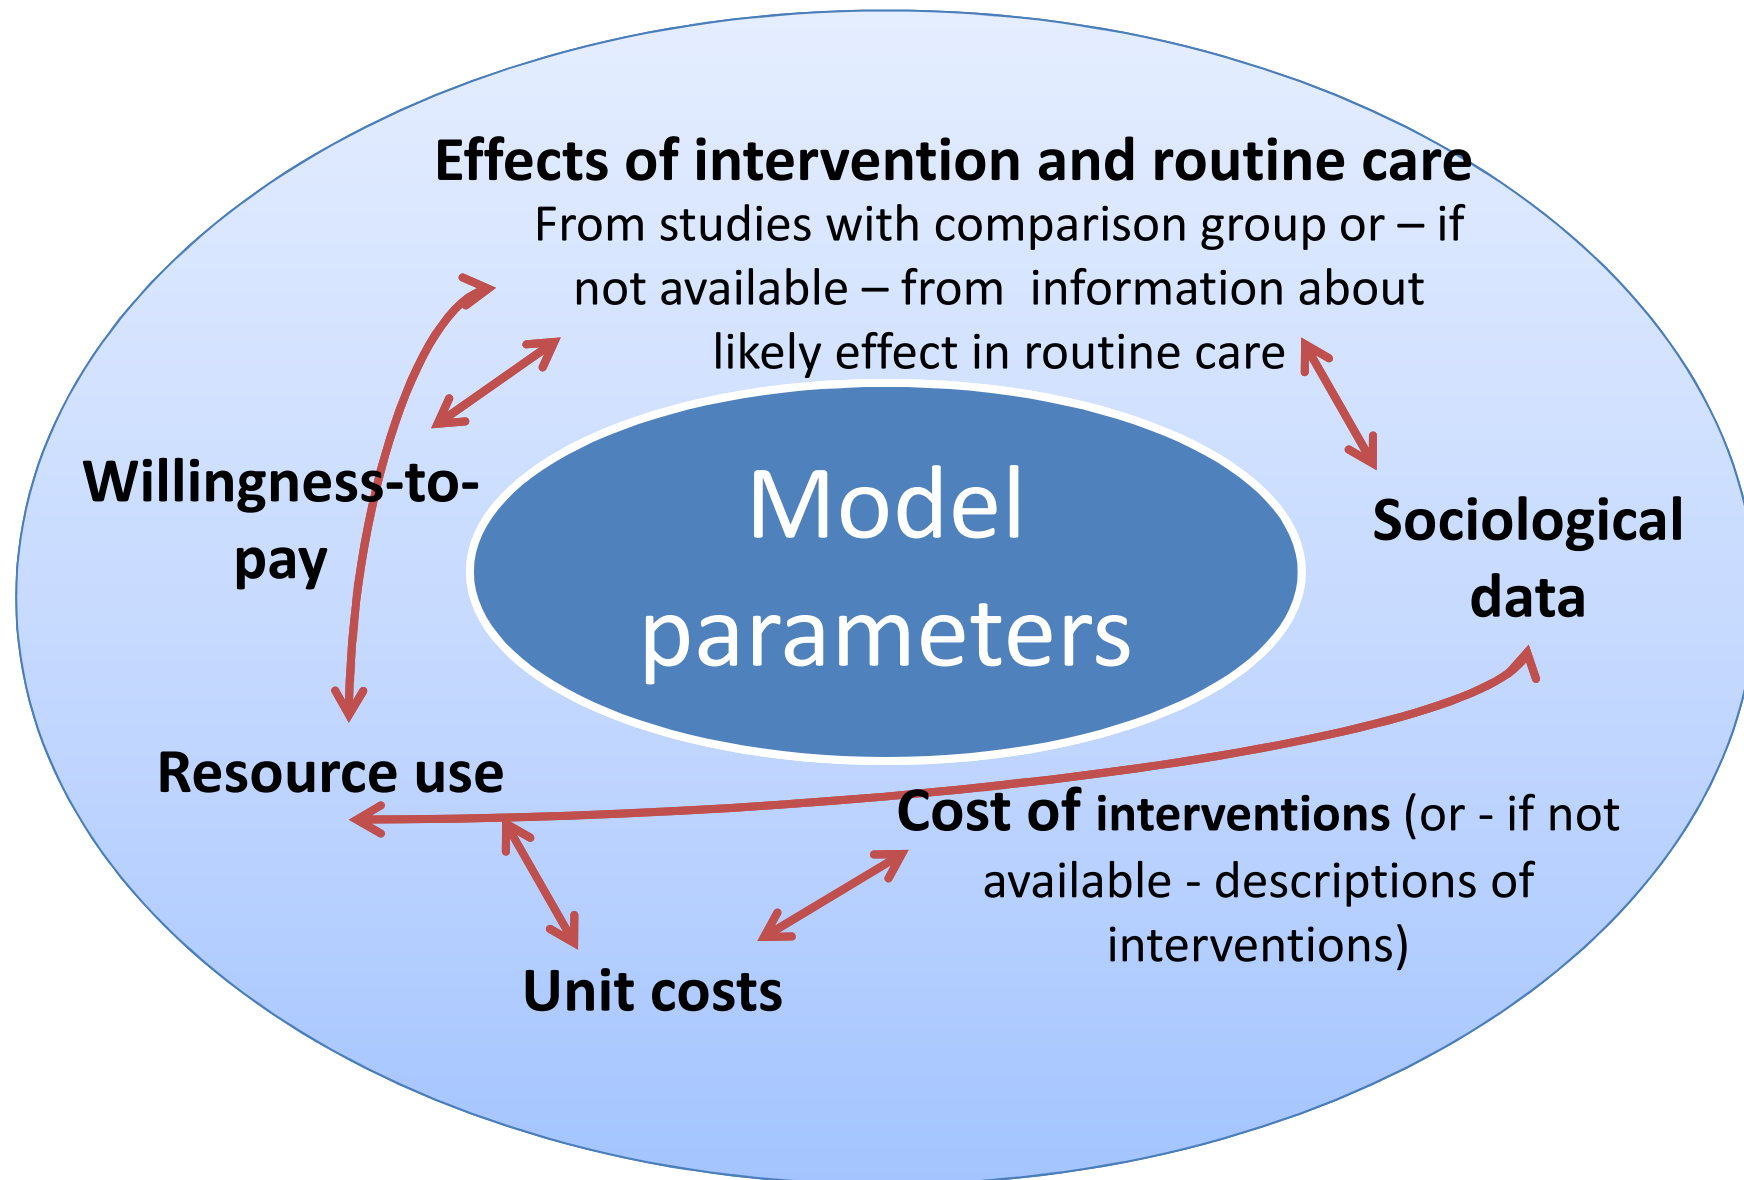 Effects of intervention and routine care
From studies with comparison group or – if
not available – from  information about
likely effect in routine care
Willingness-to-
pay
Model
parameters
Sociological
data
Resource use
Cost of interventions (or - if not
available - descriptions of
interventions)
Unit costs